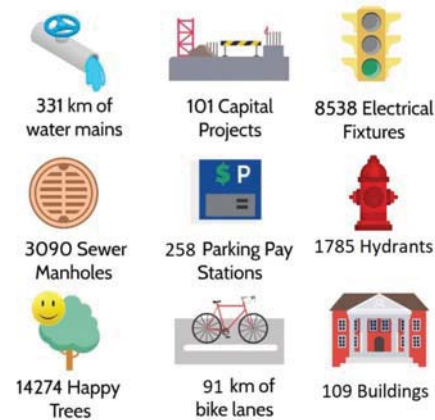 331 km of
water mains
101 Capital
Projects
8538 Electrical
Fixtures
$ P
3090 Sewer
Manholes
258 Parking Pay
Stations
1785 Hydrants
14274 Happy
Trees
91 km of
bike lanes
109 Buildings